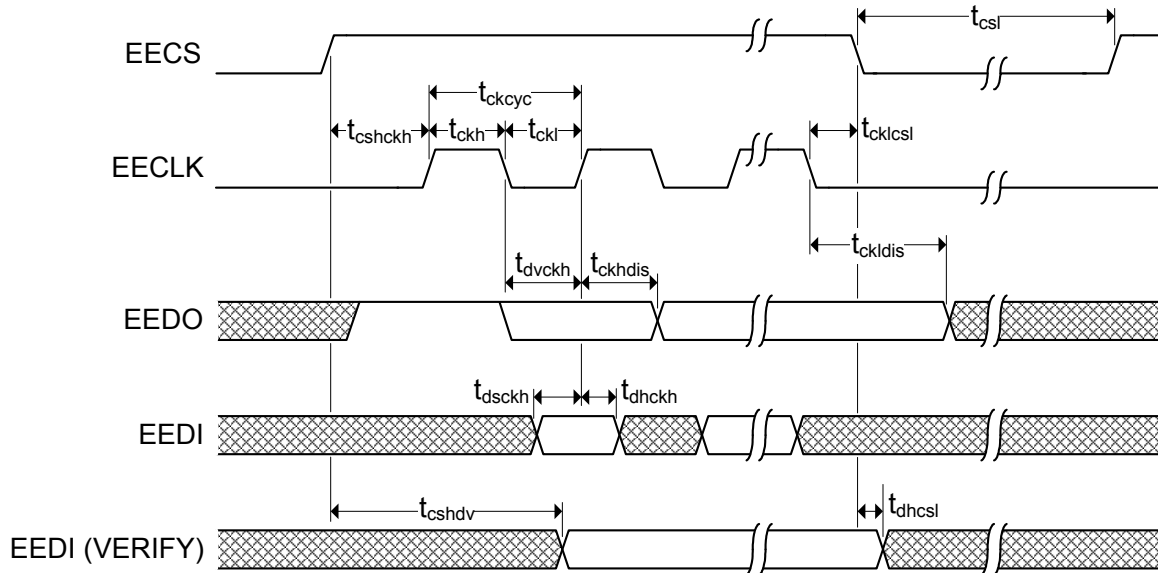 tcsl
EECS
tckcyc
tcshckh tckh tckl tcklcsl
EECLK
tckldis
tdvckh tckhdis
EEDO
tdsckh tdhckh
EEDI
tcshdv tdhcsl
EEDI (VERIFY)